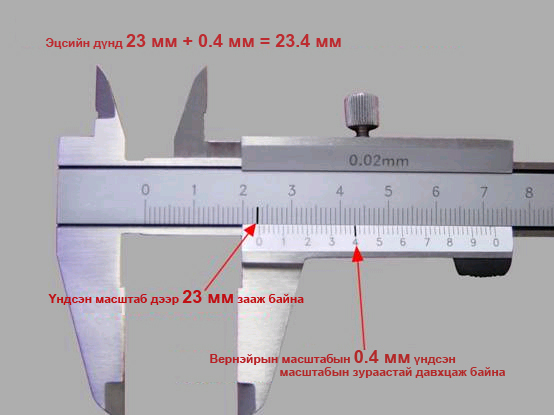 Эцсийн дүнд 23 мм + 0.4 мм = 23.4 мм
0.02mm
0 1 2 3 4 5 6 7 8
0 1 2 3 4 5 6 7 8 9 0
Үндсэн масштаб дээр 23 мм зааж байна
Вернэйрын масштабын 0.4 мм үндсэн
масштабын зураастай давхцаж байна